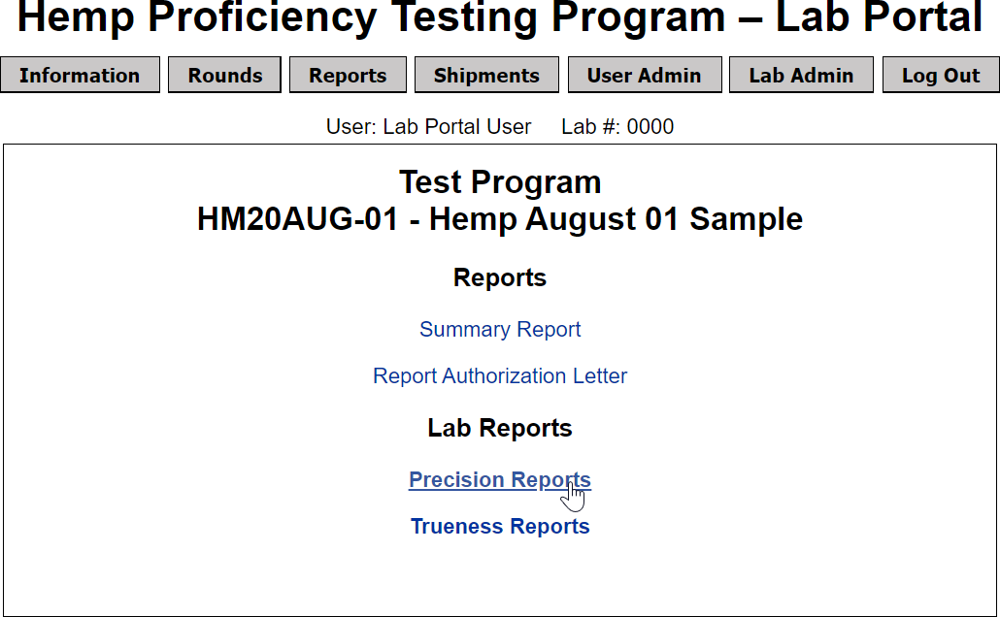 Hemp Proficiency Testing Program – Lab Portal
Information Rounds Reports Shipments User Admin Lab Admin Log Out
User: Lab Portal User Lab #: 0000
Test Program
HM20AUG-01 - Hemp August 01 Sample
Reports
Summary Report
Report Authorization Letter
Lab Reports
Precision Reports
Trueness Reports